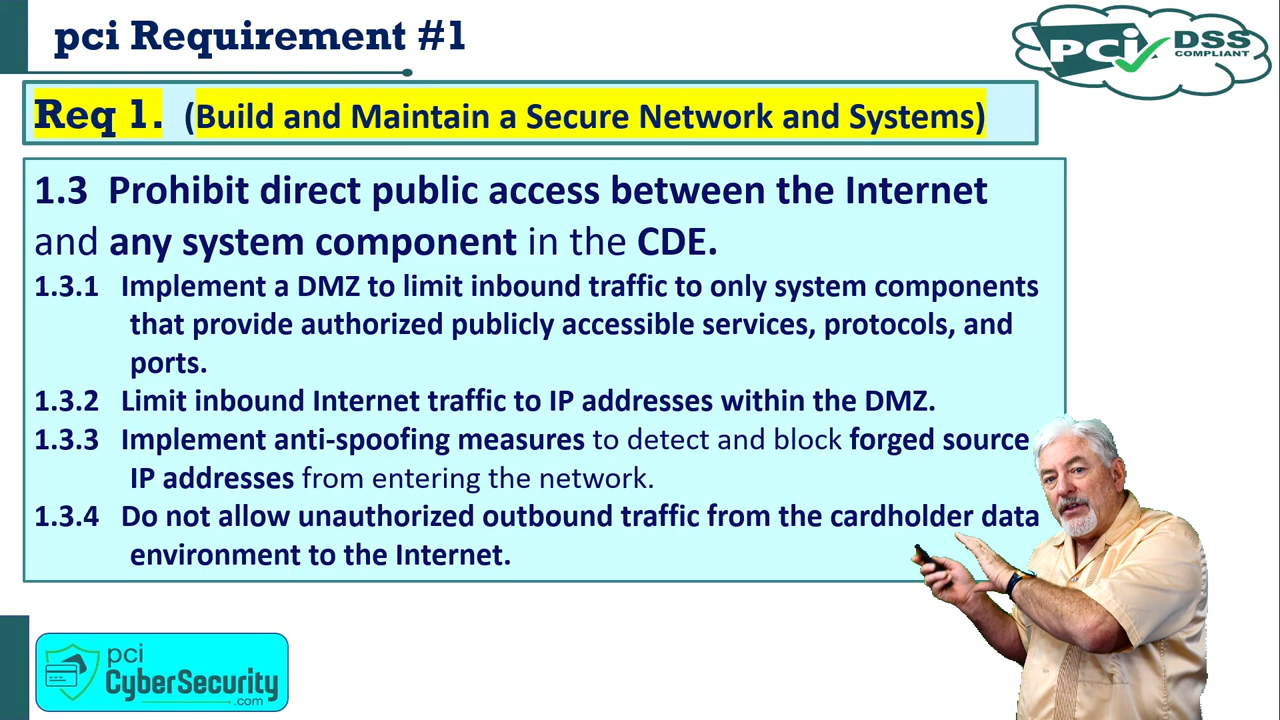 pci Requirement #1
PCI DSS
COMPLIANT
Req 1. (Build and Maintain a Secure Network and Systems)
1.3 Prohibit direct public access between the Internet
and any system component in the CDE.
1.3.1 Implement a DMZ to limit inbound traffic to only system components
that provide authorized publicly accessible services, protocols, and
ports.
1.3.2 Limit inbound Internet traffic to IP addresses within the DMZ.
1.3.3 Implement anti-spoofing measures to detect and block forged source
IP addresses from entering the network.
1.3.4 Do not allow unauthorized outbound traffic from the cardholder data
environment to the Internet.
pci
CyberSecurity
.com